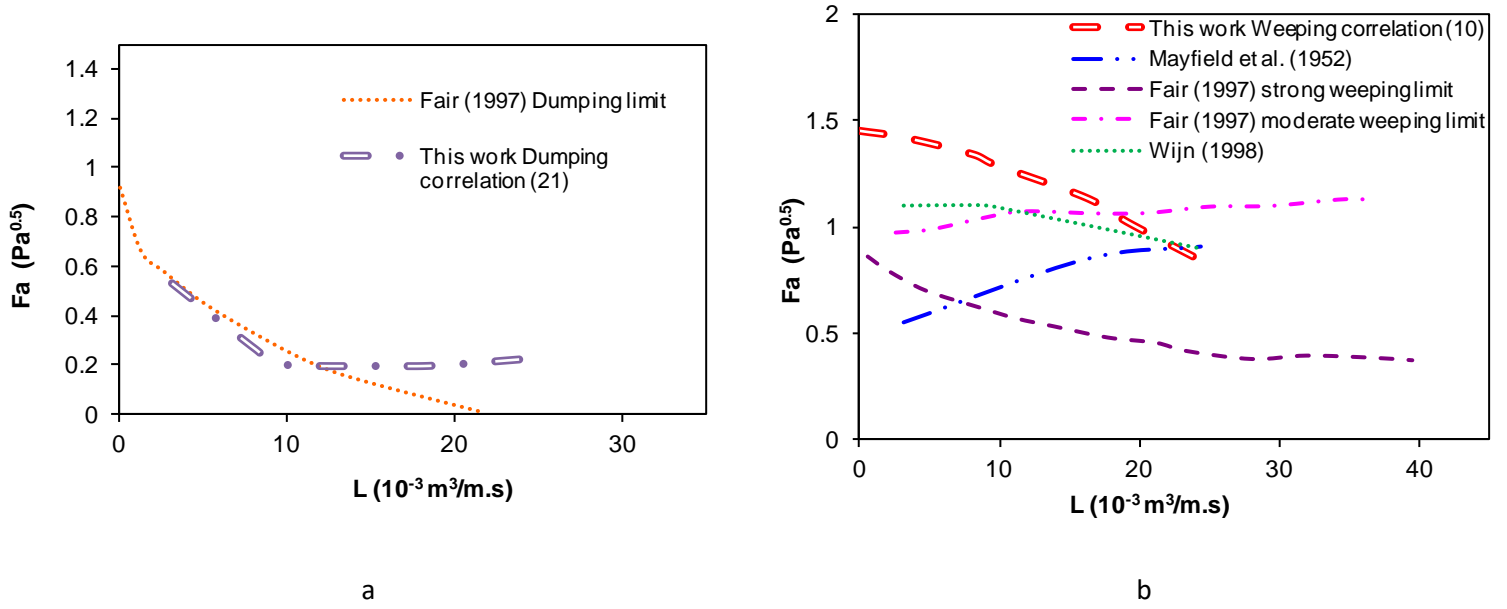 1.4
1.2
1
0.8
0.6
0.4
0.2
0
0
10
20
30
Fa (Pa0.5)
L (10-3 m3/m.s)
Fair (1997) Dumping limit
This work Dumping
correlation (21)
a
2
1.5
1
0.5
0
0
10
20
30
40
Fa (Pa0.5)
L (10-3 m3/m.s)
This work Weeping correlation (10)
Mayfield et al. (1952)
Fair (1997) strong weeping limit
Fair (1997) moderate weeping limit
Wijn (1998)
b